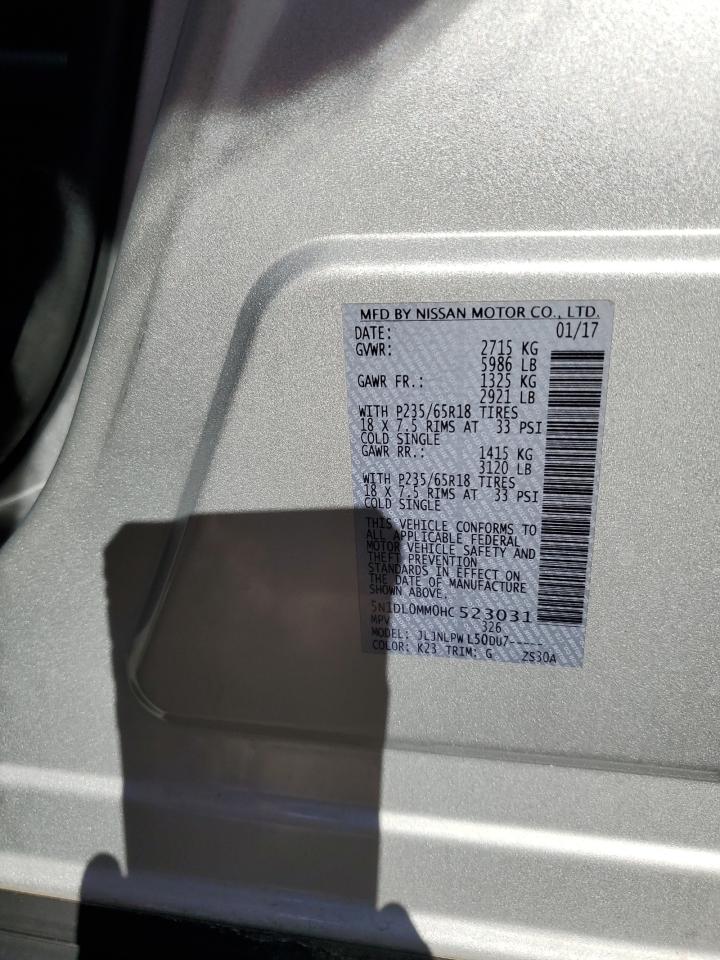 MFD BY NISSAN MOTOR CO., LTD.
DATE: 01/17
GVWR: 2715 KG
5986 LB
GAWR FR.: 1325 KG
2921 LB
WITH P235/65R18 TIRES
18 X 7.5 RIMS AT 33 PSI
COLD SINGLE
GAWR RR.: 1415 KG
3120 LB
WITH P235/65R18 TIRES
18 X 7.5 RIMS AT 33 PSI
COLD SINGLE
THIS VEHICLE CONFORMS TO
ALL APPLICABLE FEDERAL
MOTOR VEHICLE SAFETY AND
THEFT PREVENTION
STANDARDS IN EFFECT ON
THE DATE OF MANUFACTURE
SHOWN ABOVE.
5N1DL0MM0HC 523031
MPV 326
MODEL: JLJNLPW L50DU7-----
COLOR: K23 TRIM: G ZS30A